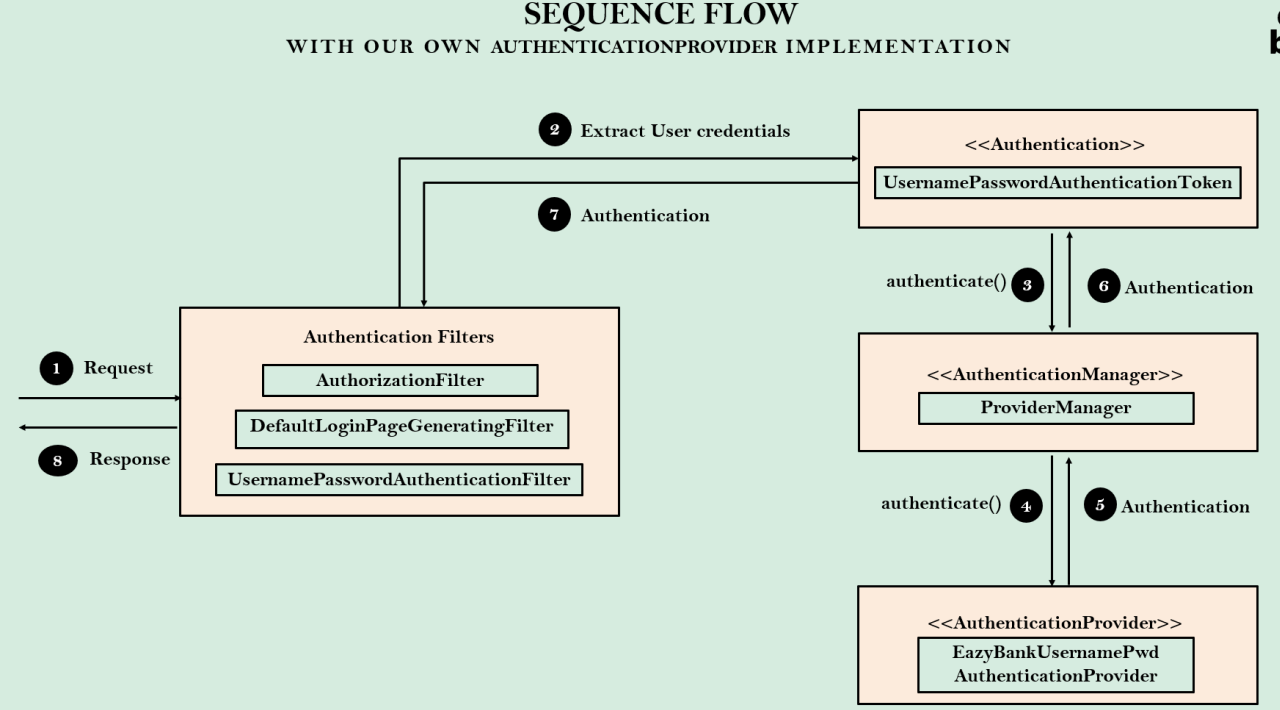 SEQUENCE FLOW
WITH OUR OWN AUTHENTICATIONPROVIDER IMPLEMENTATION
2 Extract User credentials
7 Authentication
<<Authentication>>
UsernamePasswordAuthenticationToken
authenticate() 3
6 Authentication
1 Request
8 Response
Authentication Filters
AuthorizationFilter
DefaultLoginPageGeneratingFilter
UsernamePasswordAuthenticationFilter
<<AuthenticationManager>>
ProviderManager
authenticate() 4
5 Authentication
<<AuthenticationProvider>>
EazyBankUsernamePwd
AuthenticationProvider